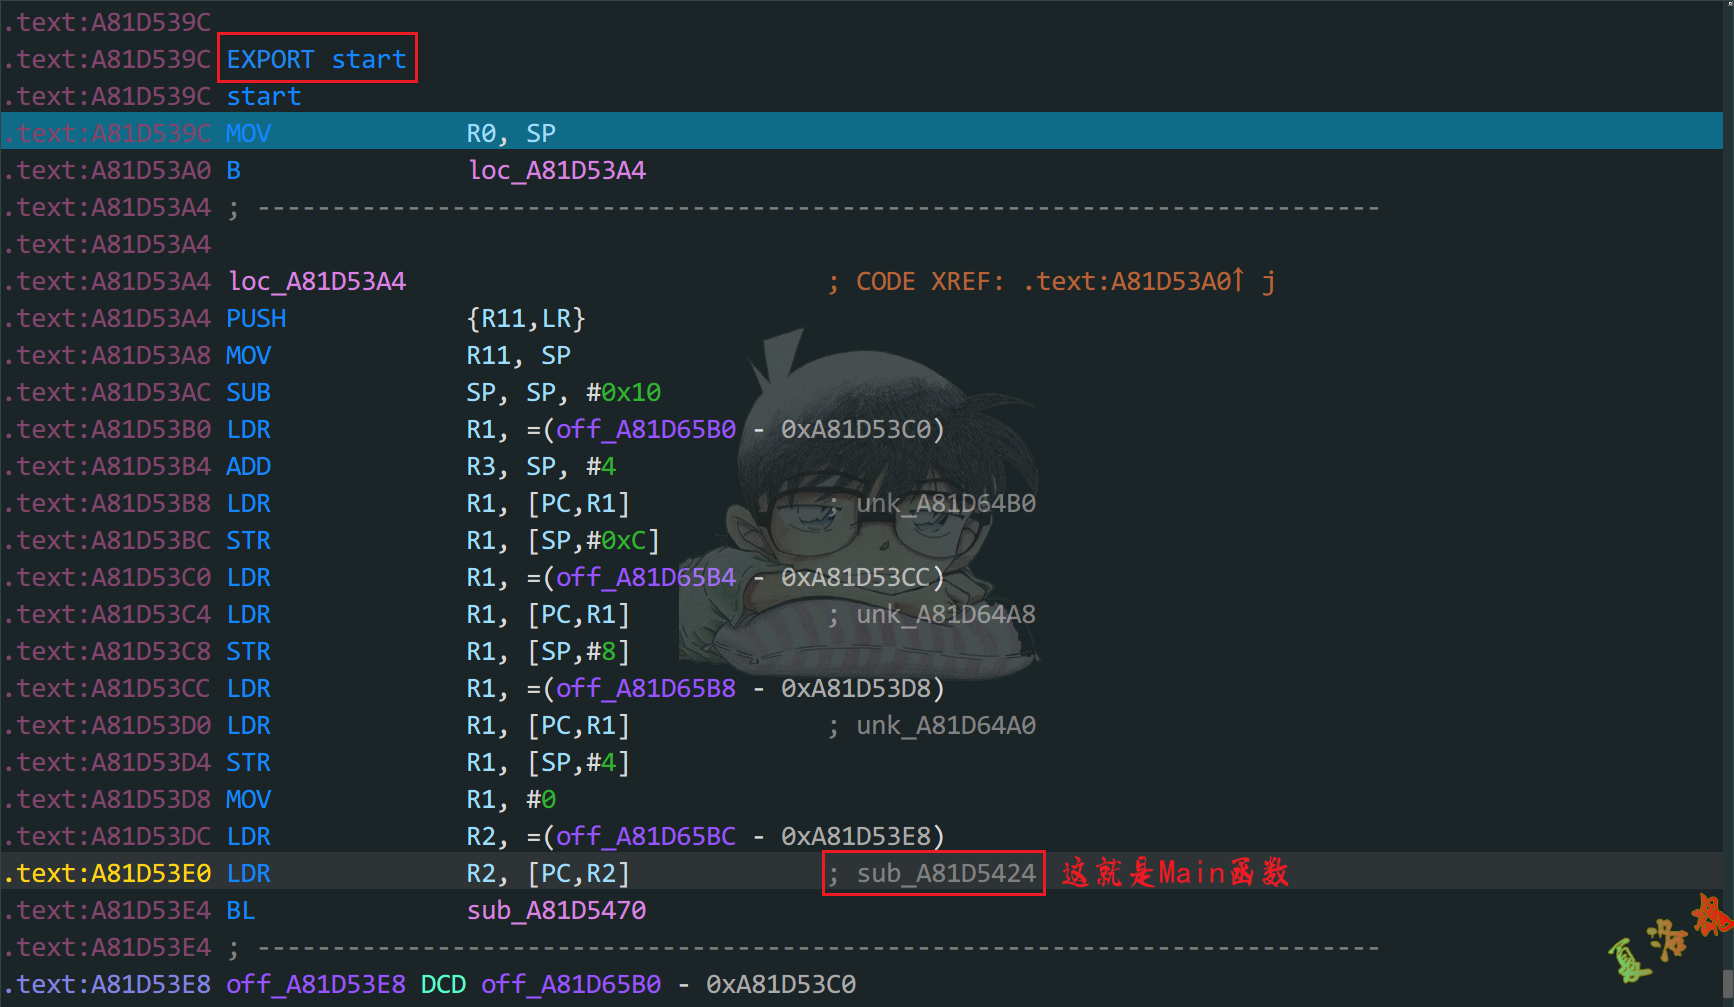 .text:A81D539C
.text:A81D539C EXPORT start
.text:A81D539C start
.text:A81D539C MOV R0, SP
.text:A81D53A0 B loc_A81D53A4
.text:A81D53A4 ; ---------------------------------------------------------------------------
.text:A81D53A4
.text:A81D53A4 loc_A81D53A4 ; CODE XREF: .text:A81D53A0↑j
.text:A81D53A4 PUSH {R11,LR}
.text:A81D53A8 MOV R11, SP
.text:A81D53AC SUB SP, SP, #0x10
.text:A81D53B0 LDR R1, =(off_A81D65B0 - 0xA81D53C0)
.text:A81D53B4 ADD R3, SP, #4
.text:A81D53B8 LDR R1, [PC,R1] ; unk_A81D64B0
.text:A81D53BC STR R1, [SP,#0xC]
.text:A81D53C0 LDR R1, =(off_A81D65B4 - 0xA81D53CC)
.text:A81D53C4 LDR R1, [PC,R1] ; unk_A81D64A8
.text:A81D53C8 STR R1, [SP,#8]
.text:A81D53CC LDR R1, =(off_A81D65B8 - 0xA81D53D8)
.text:A81D53D0 LDR R1, [PC,R1] ; unk_A81D64A0
.text:A81D53D4 STR R1, [SP,#4]
.text:A81D53D8 MOV R1, #0
.text:A81D53DC LDR R2, =(off_A81D65BC - 0xA81D53E8)
.text:A81D53E0 LDR R2, [PC,R2] ; sub_A81D5424 这就是Main函数
.text:A81D53E4 BL sub_A81D5470
.text:A81D53E4 ; ---------------------------------------------------------------------------
.text:A81D53E8 off_A81D53E8 DCD off_A81D65B0 - 0xA81D53C0
夏洛魂